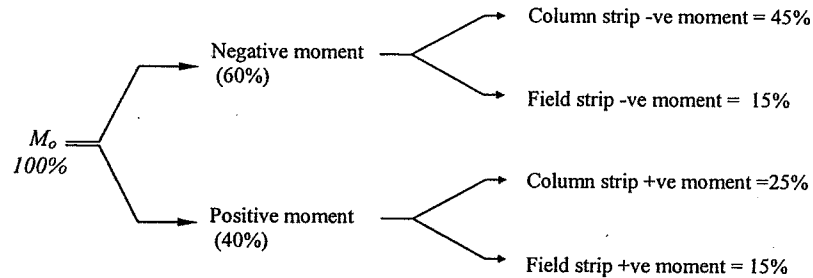 Column strip -ve moment = 45%
Negative moment
(60%)
Field strip -ve moment = 15%
Mo
100%
Column strip +ve moment =25%
Positive moment
(40%)
Field strip +ve moment = 15%